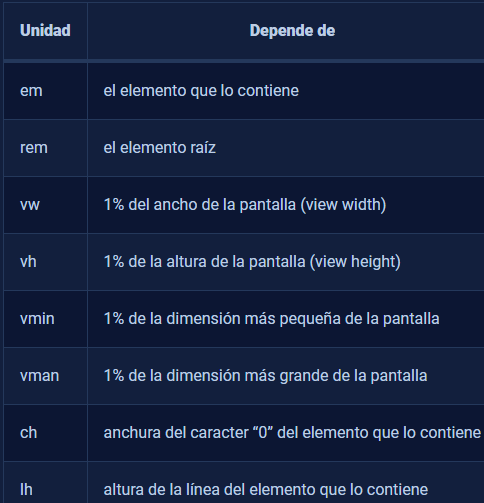 Unidad Depende de
em el elemento que lo contiene
rem el elemento raíz
vw 1% del ancho de la pantalla (view width)
vh 1% de la altura de la pantalla (view height)
vmin 1% de la dimensión más pequeña de la pantalla
vman 1% de la dimensión más grande de la pantalla
ch anchura del caracter “0” del elemento que lo contiene
lh altura de la línea del elemento que lo contiene